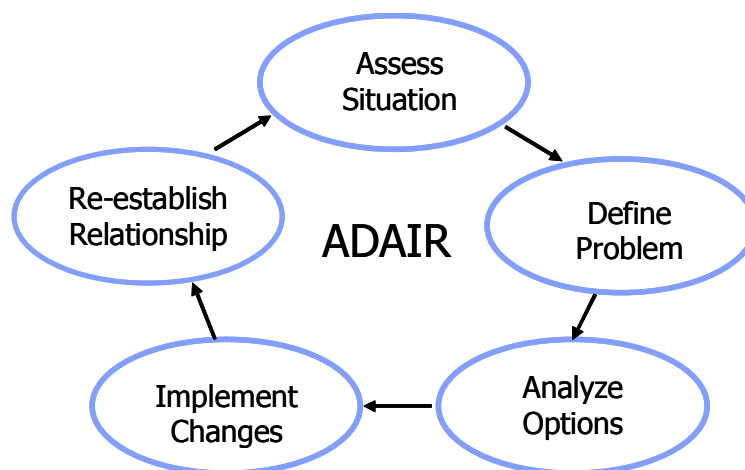 Assess
Situation
Define
Problem
Analyze
Options
Implement
Changes
Re-establish
Relationship
ADAIR